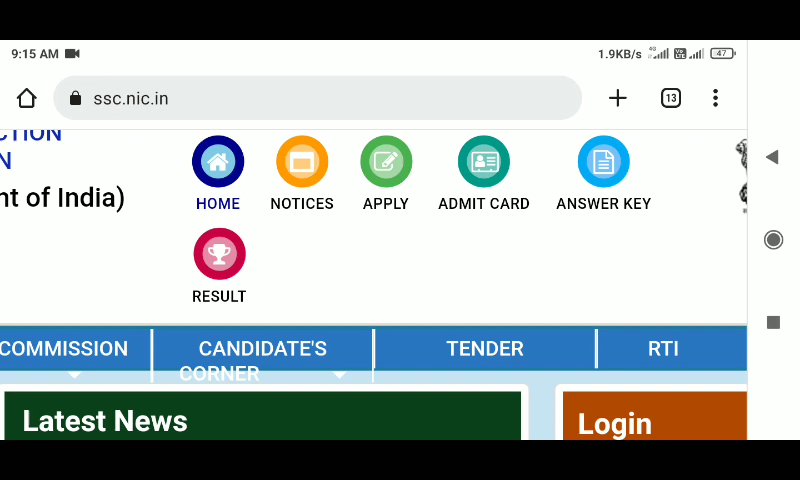 9:15 AM 1.9KB/s 4G 47
ssc.nic.in 13
N
nt of India)
HOME NOTICES APPLY ADMIT CARD ANSWER KEY
RESULT
COMMISSION CANDIDATE'S TENDER RTI
CORNER
Latest News Login